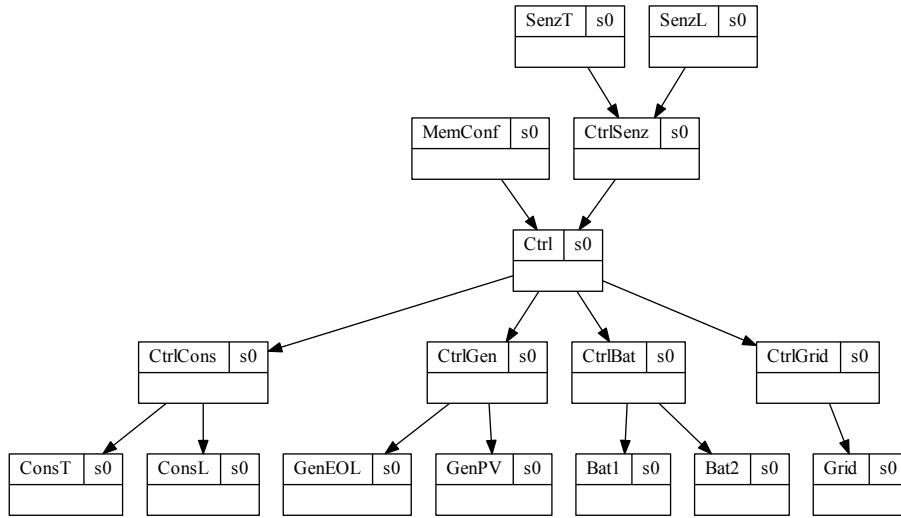 SenzT s0 SenzL s0
MemConf s0 CtrlSenz s0
Ctrl s0
CtrlCons s0 CtrlGen s0 CtrlBat s0 CtrlGrid s0
ConsT s0 ConsL s0 GenEOL s0 GenPV s0 Bat1 s0 Bat2 s0 Grid s0